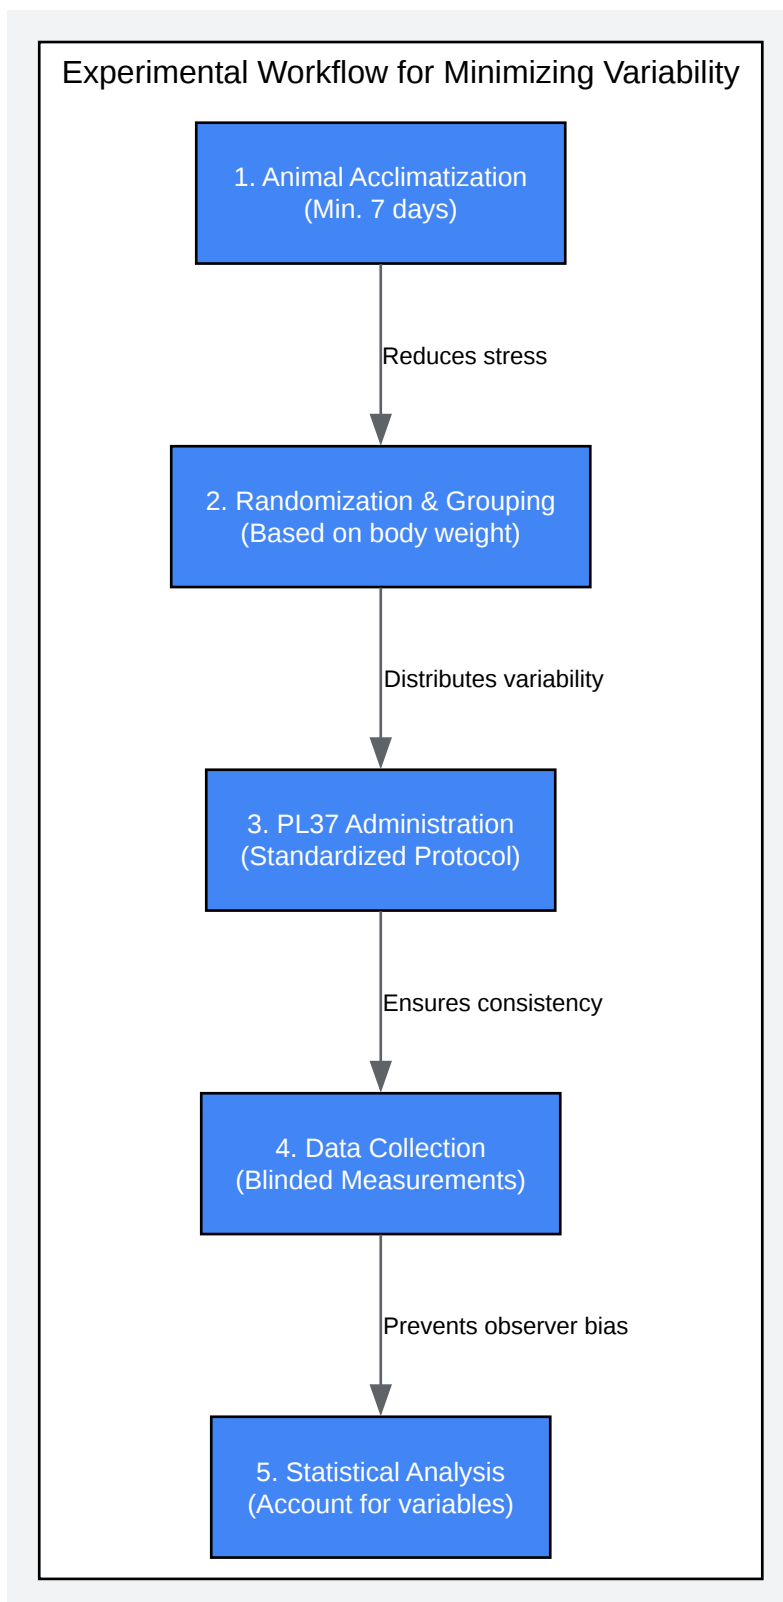 Experimental Workflow for Minimizing Variability
1. Animal Acclimatization
(Min. 7 days)
Reduces stress
2. Randomization & Grouping
(Based on body weight)
Distributes variability
3. PL37 Administration
(Standardized Protocol)
Ensures consistency
4. Data Collection
(Blinded Measurements)
Prevents observer bias
5. Statistical Analysis
(Account for variables)